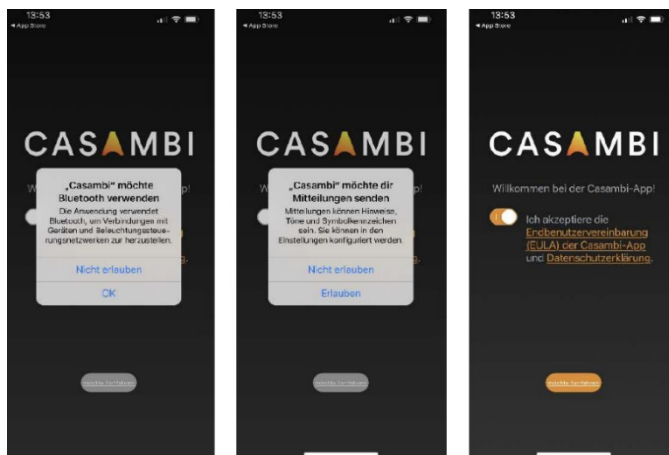 13:53
◀ App Store
CASAMBI
W
„Casambi“ möchte
Bluetooth verwenden
Die Anwendung verwendet
Bluetooth, um Verbindungen mit
Geräten und Beleuchtungssteue-
rungsnetzwerken zur herzustellen.
Nicht erlauben
OK
13:53
◀ App Store
CASAMBI
W
„Casambi“ möchte dir
Mitteilungen senden
Mitteilungen können Hinweise,
Töne und Symbolkennzeichen
sein. Sie können in den
Einstellungen konfiguriert werden.
Nicht erlauben
Erlauben
13:53
◀ App Store
CASAMBI
Willkommen bei der Casambi-App!
Ich akzeptiere die
Endbenutzervereinbarung
(EULA) der Casambi-App
und Datenschutzerklärung.